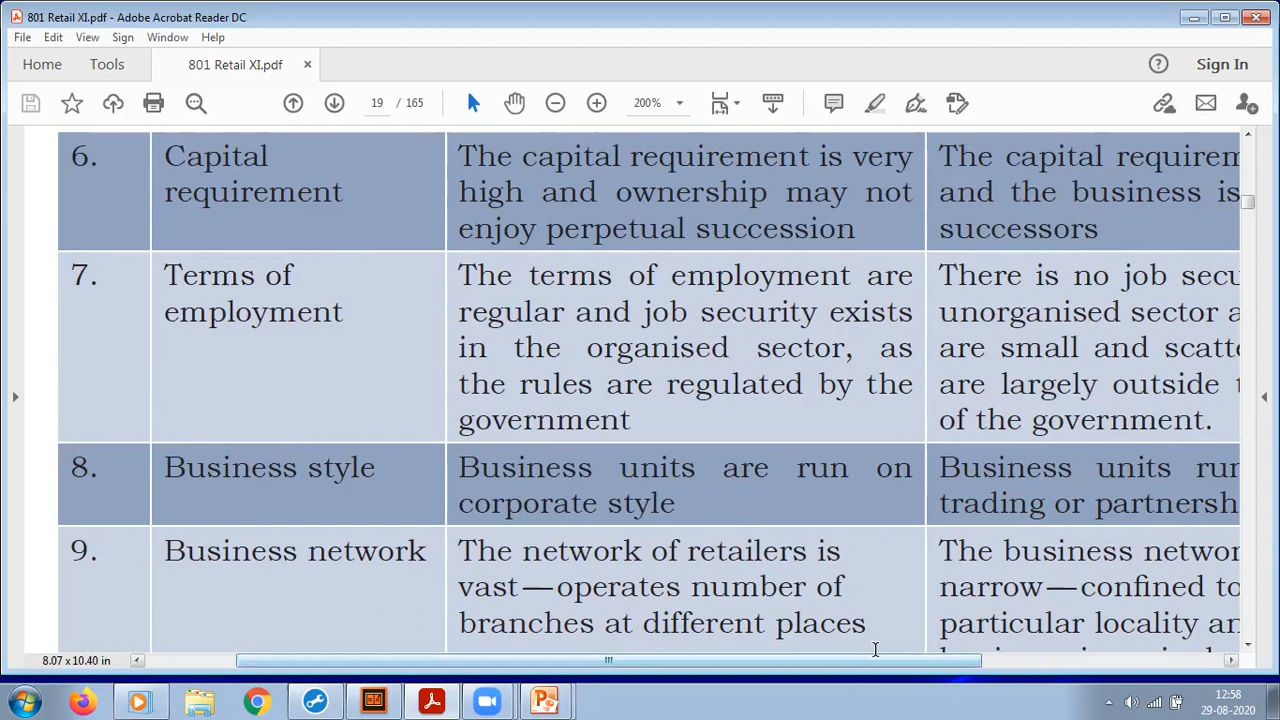 801 Retail XI.pdf - Adobe Acrobat Reader DC
File Edit View Sign Window Help
Home Tools 801 Retail XI.pdf × ? Sign In
19 / 165 200%
6. Capital requirement
The capital requirement is very
high and ownership may not
enjoy perpetual succession
The capital
and the business is
successors
7. Terms of employment
The terms of employment are
regular and job security exists
in the organised sector, as
the rules are regulated by the
government
There is no job
unorganised sector
are small and
are largely outside
of the government.
8. Business style
Business units are run on
corporate style
Business units
trading or
9. Business network
The network of retailers is
vast—operates number of
branches at different places
The business
narrow—confined to
particular locality
8.07 x 10.40 in
12:58
29-08-2020